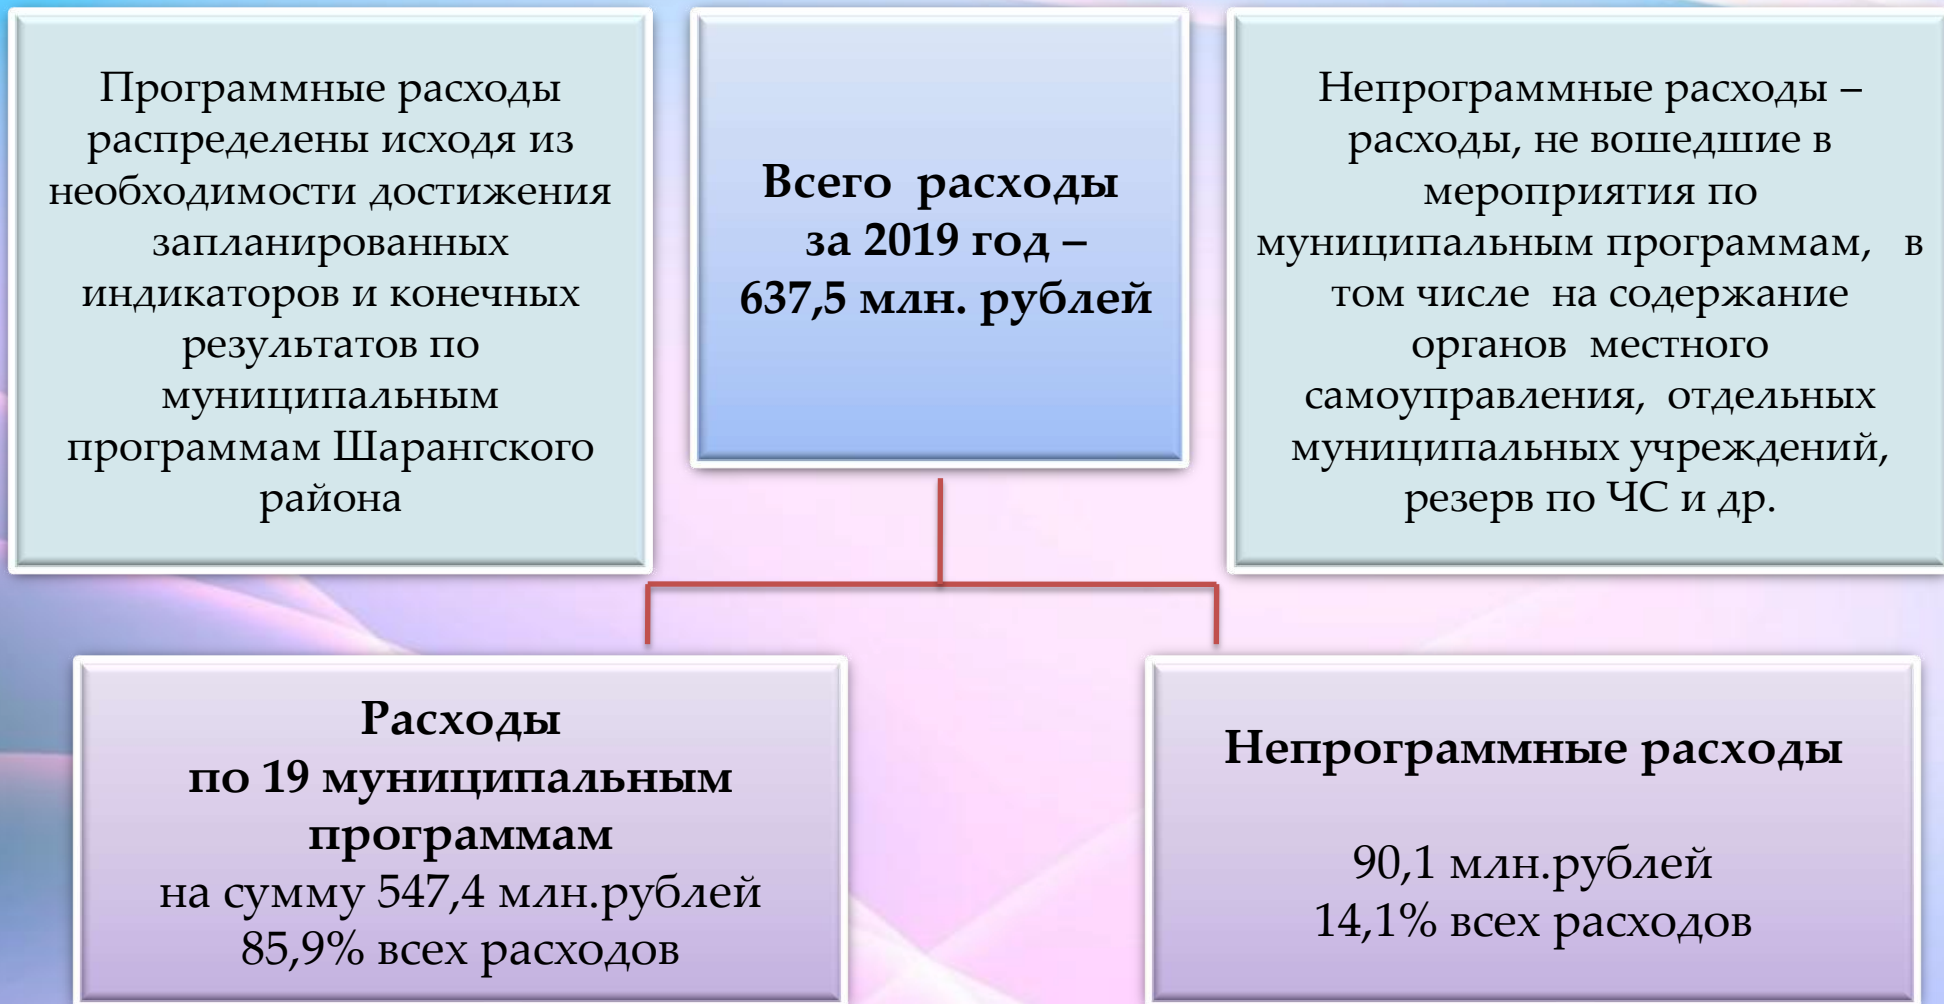 Программные расходы
распределены исходя из
необходимости достижения
запланированных
индикаторов и конечных
результатов по
муниципальным
программам Шарангского
района
Всего расходы
за 2019 год –
637,5 млн. рублей
Непрограммные расходы –
расходы, не вошедшие в
мероприятия по
муниципальным программам, в
том числе на содержание
органов местного
самоуправления, отдельных
муниципальных учреждений,
резерв по ЧС и др.
Расходы
по 19 муниципальным
программам
на сумму 547,4 млн.рублей
85,9% всех расходов
Непрограммные расходы
90,1 млн.рублей
14,1% всех расходов